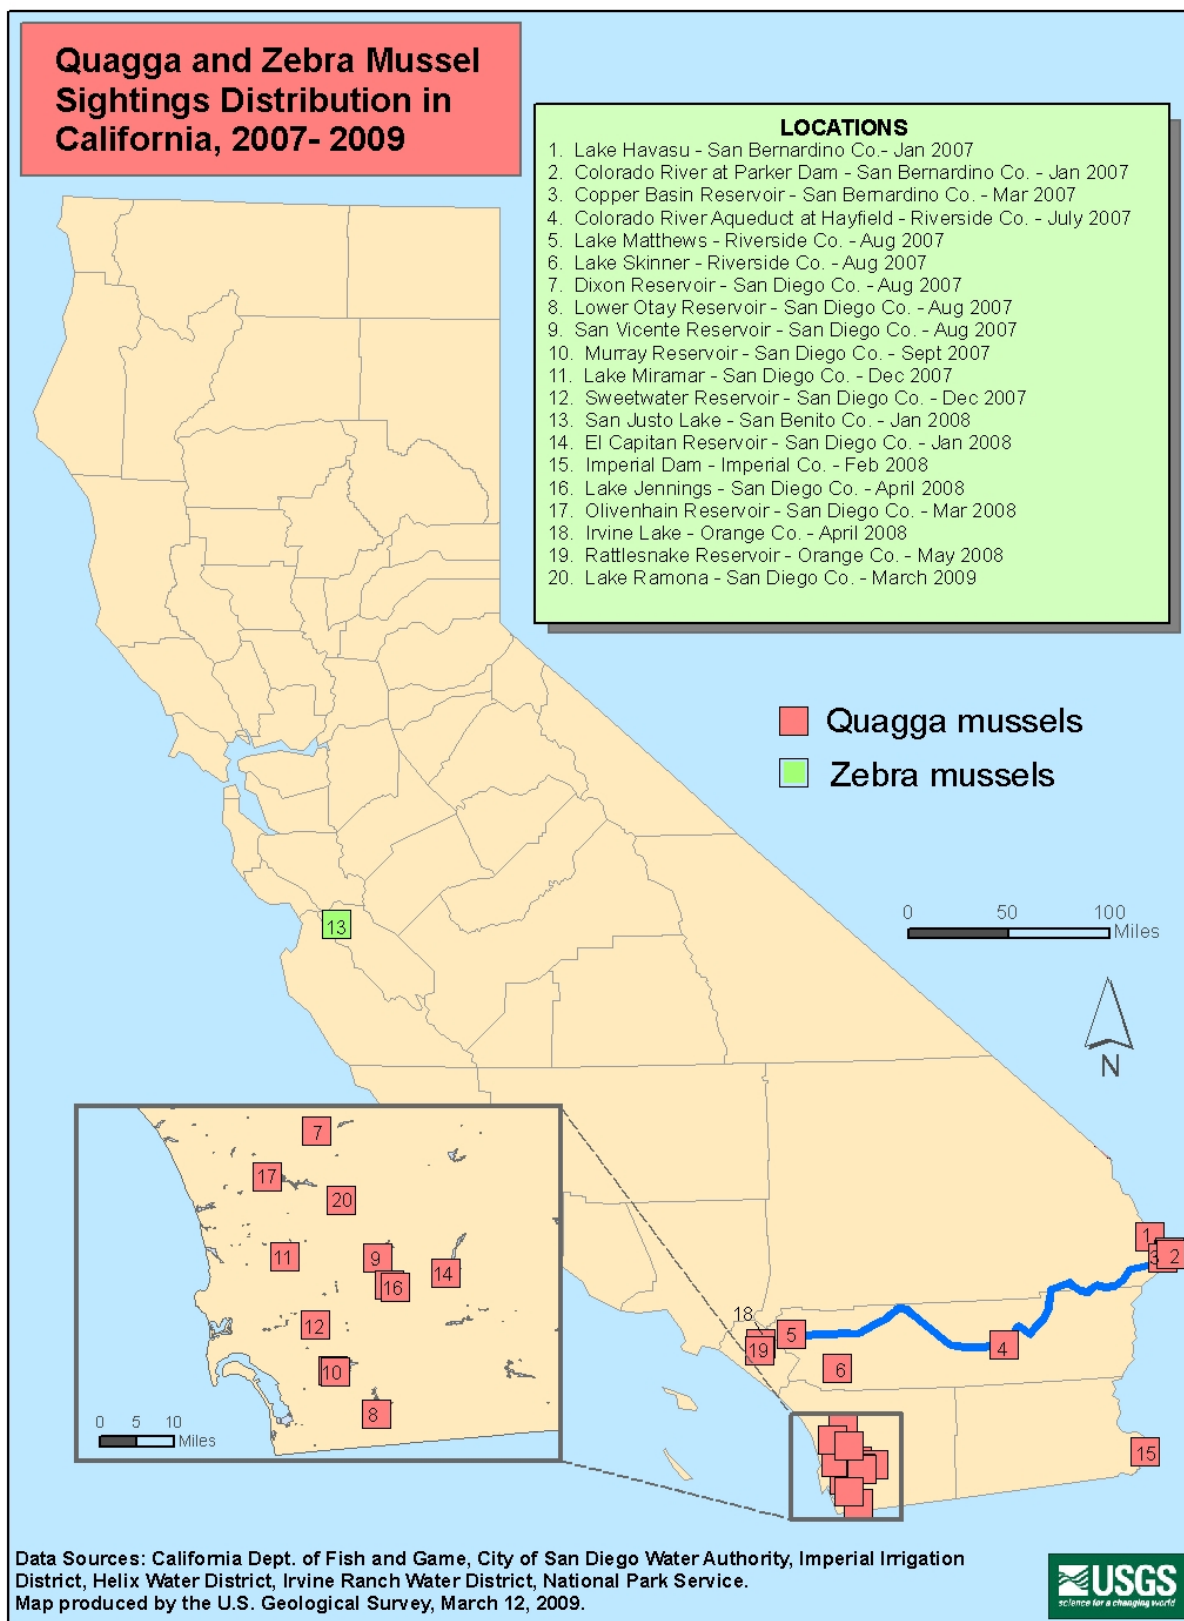 Quagga and Zebra Mussel
Sightings Distribution in
California, 2007- 2009
LOCATIONS
1. Lake Havasu - San Bernardino Co.- Jan 2007
2. Colorado River at Parker Dam - San Bernardino Co. - Jan 2007
3. Copper Basin Reservoir - San Bernardino Co. - Mar 2007
4. Colorado River Aqueduct at Hayfield - Riverside Co. - July 2007
5. Lake Matthews - Riverside Co. - Aug 2007
6. Lake Skinner - Riverside Co. - Aug 2007
7. Dixon Reservoir - San Diego Co. - Aug 2007
8. Lower Otay Reservoir - San Diego Co. - Aug 2007
9. San Vicente Reservoir - San Diego Co. - Aug 2007
10. Murray Reservoir - San Diego Co. - Sept 2007
11. Lake Miramar - San Diego Co. - Dec 2007
12. Sweetwater Reservoir - San Diego Co. - Dec 2007
13. San Justo Lake - San Benito Co. - Jan 2008
14. El Capitan Reservoir - San Diego Co. - Jan 2008
15. Imperial Dam - Imperial Co. - Feb 2008
16. Lake Jennings - San Diego Co. - April 2008
17. Olivenhain Reservoir - San Diego Co. - Mar 2008
18. Irvine Lake - Orange Co. - April 2008
19. Rattlesnake Reservoir - Orange Co. - May 2008
20. Lake Ramona - San Diego Co. - March 2009
Quagga mussels
Zebra mussels
0 50 100
Miles
13
N
7
17
20
11
9
14
16
12
10
8
0 5 10
Miles
1
3 2
18
5
19
4
6
15
Data Sources: California Dept. of Fish and Game, City of San Diego Water Authority, Imperial Irrigation
District, Helix Water District, Irvine Ranch Water District, National Park Service.
Map produced by the U.S. Geological Survey, March 12, 2009.
USGS
science for a changing world